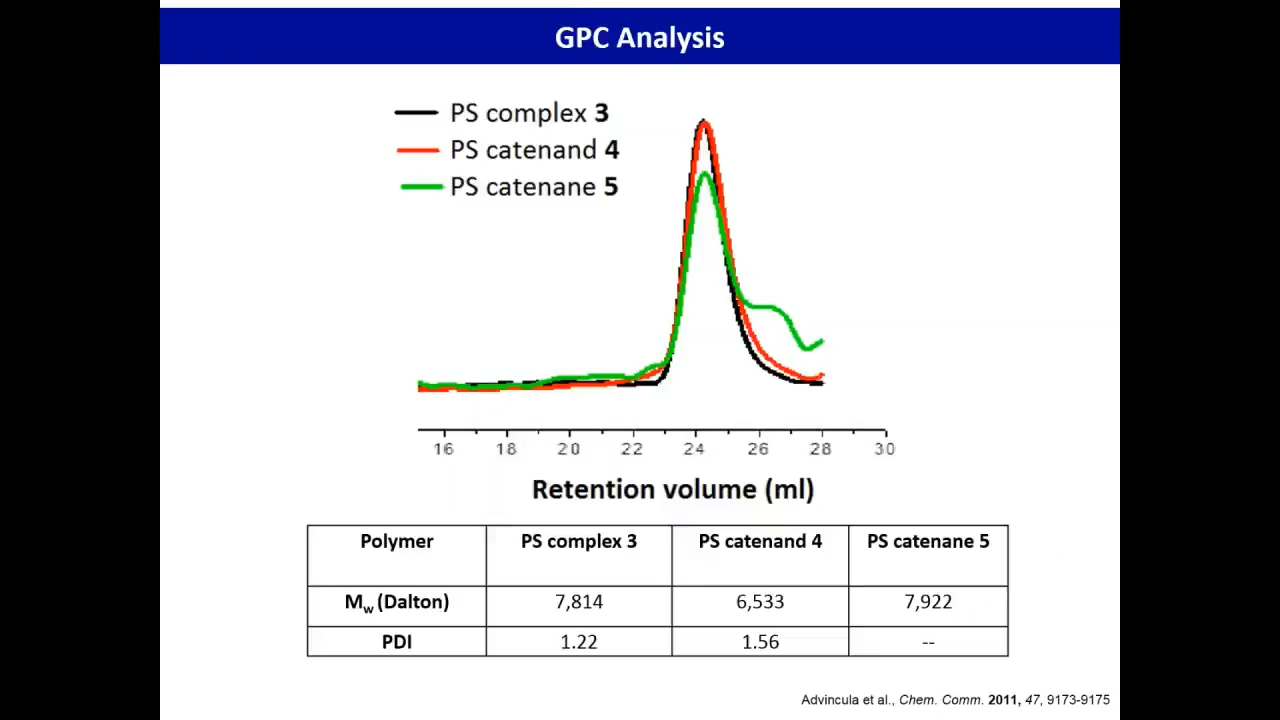 GPC Analysis
PS complex 3
PS catenand 4
PS catenane 5
16 18 20 22 24 26 28 30
Retention volume (ml)
Polymer PS complex 3 PS catenand 4 PS catenane 5
Mw (Dalton) 7,814 6,533 7,922
PDI 1.22 1.56 --
Advincula et al., Chem. Comm. 2011, 47, 9173-9175